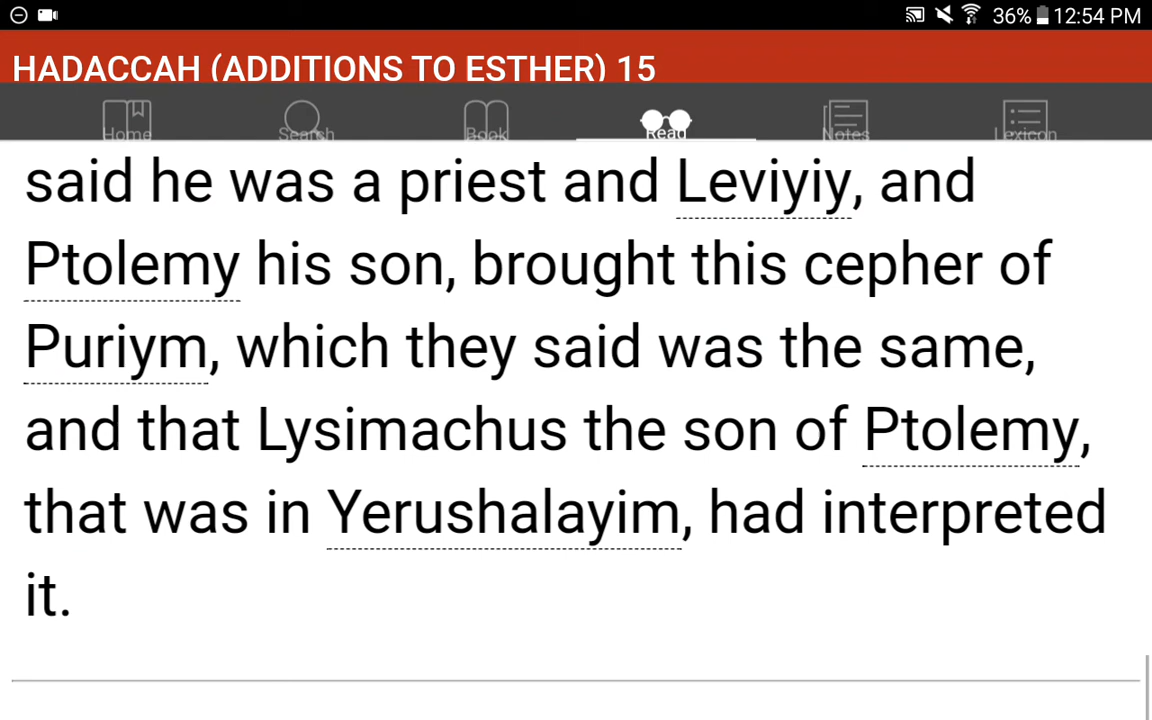 36% 12:54 PM
HADACCAH (ADDITIONS TO ESTHER) 15
Home Search Book Read Notes Lexicon
said he was a priest and Leviyiy, and
Ptolemy his son, brought this cepher of
Puriym, which they said was the same,
and that Lysimachus the son of Ptolemy,
that was in Yerushalayim, had interpreted
it.